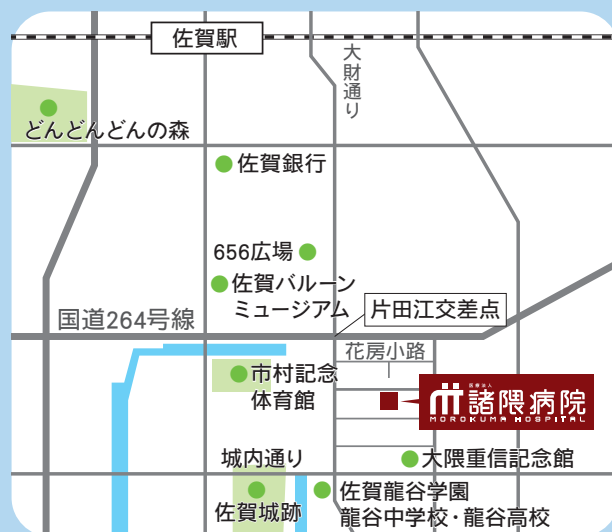 佐賀駅
大財通り
どんどんどんの森
佐賀銀行
656広場
佐賀バルーン
ミュージアム
片田江交差点
国道264号線
花房小路
市村記念
体育館
医療法人
諸隈病院
MOROKUMA HOSPITAL
城内通り
大隈重信記念館
佐賀城跡
佐賀龍谷学園
龍谷中学校・龍谷高校